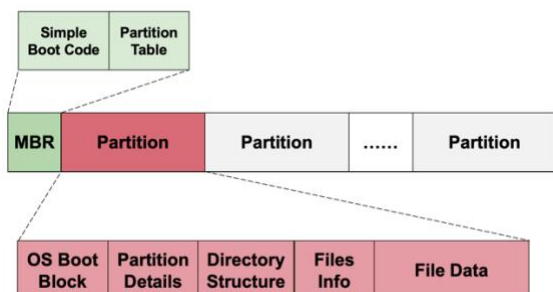 Simple
Boot Code
Partition
Table
MBR
Partition
Partition
......
Partition
OS Boot
Block
Partition
Details
Directory
Structure
Files
Info
File Data